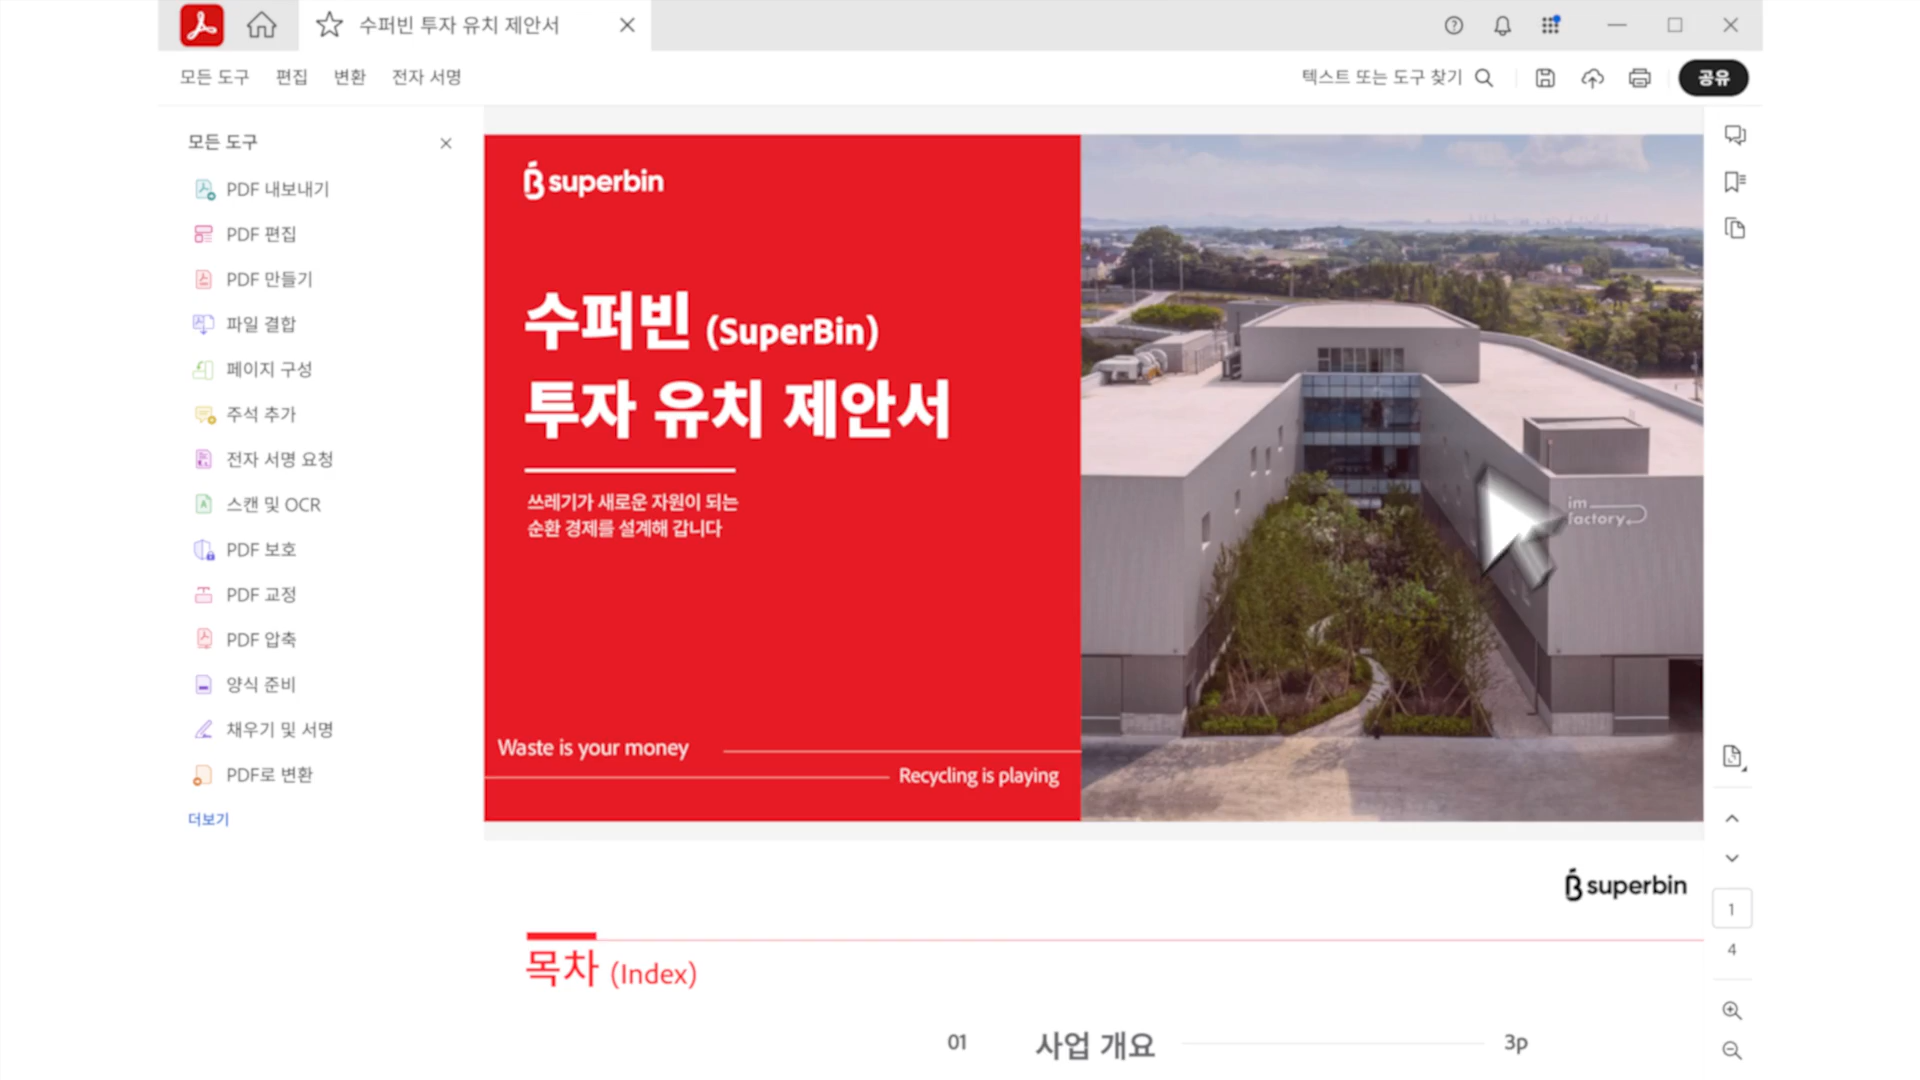 수퍼빈 투자 유치 제안서
모든 도구 편집 변환 전자 서명
텍스트 또는 도구 찾기
공유
모든 도구
PDF 내보내기
PDF 편집
PDF 만들기
파일 결합
페이지 구성
주석 추가
전자 서명 요청
스캔 및 OCR
PDF 보호
PDF 교정
PDF 압축
양식 준비
채우기 및 서명
PDF로 변환
더보기
superbin
수퍼빈 (SuperBin)
투자 유치 제안서
쓰레기가 새로운 자원이 되는
순환 경제를 설계해 갑니다
Waste is your money
Recycling is playing
im
factory
superbin
목차 (Index)
01 사업 개요 3p
1
4